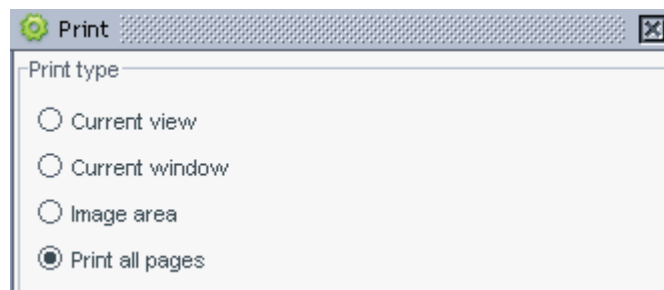 Print
Print type
Current view
Current window
Image area
Print all pages